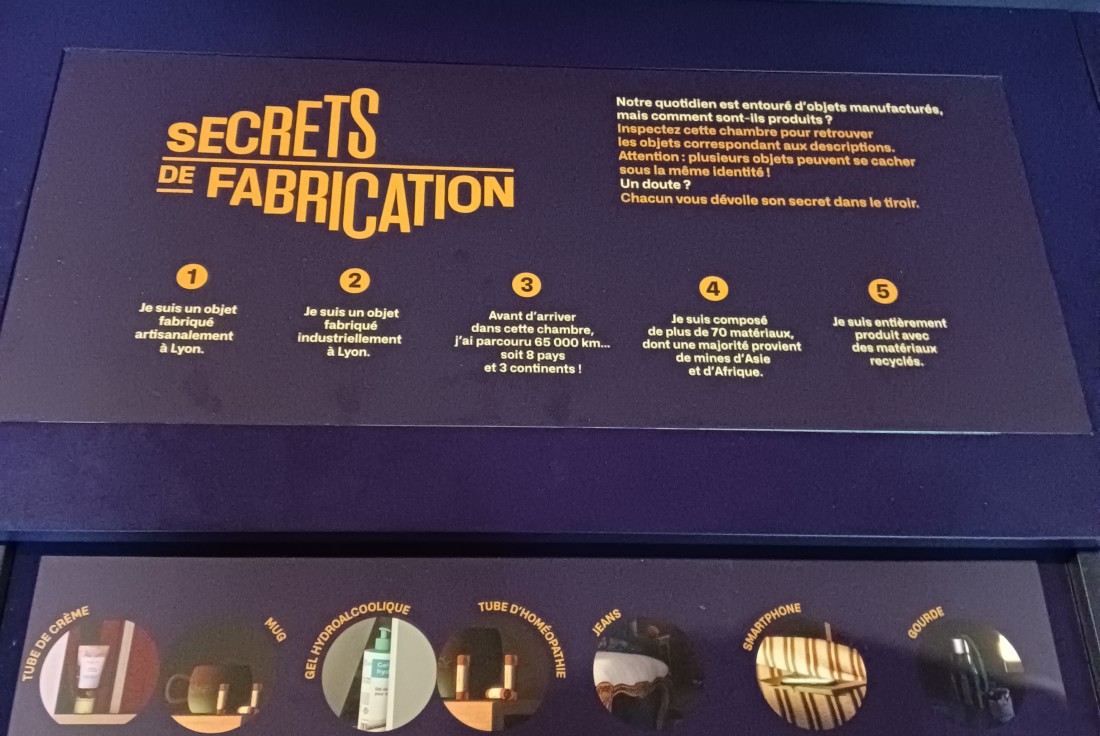 SECRETS
DE FABRICATION
Notre quotidien est entouré d'objets manufacturés,
mais comment sont-ils produits ?
Inspectez cette chambre pour retrouver
les objets correspondant aux descriptions.
Attention : plusieurs objets peuvent se cacher
sous la même identité !
Un doute ?
Chacun vous dévoile son secret dans le tiroir.
1
Je suis un objet
fabriqué
artisanalement
à Lyon.
2
Je suis un objet
fabriqué
industriellement
à Lyon.
3
Avant d'arriver
dans cette chambre,
j'ai parcouru 65 000 km...
soit 8 pays
et 3 continents !
4
Je suis composé
de plus de 70 matériaux,
dont une majorité provient
de mines d'Asie
et d'Afrique.
5
Je suis entièrement
produit avec
des matériaux
recyclés.
TUBE DE CRÈME
MUG
GEL HYDROALCOOLIQUE
TUBE D'HOMÉOPATHIE
JEANS
SMARTPHONE
GOURDE